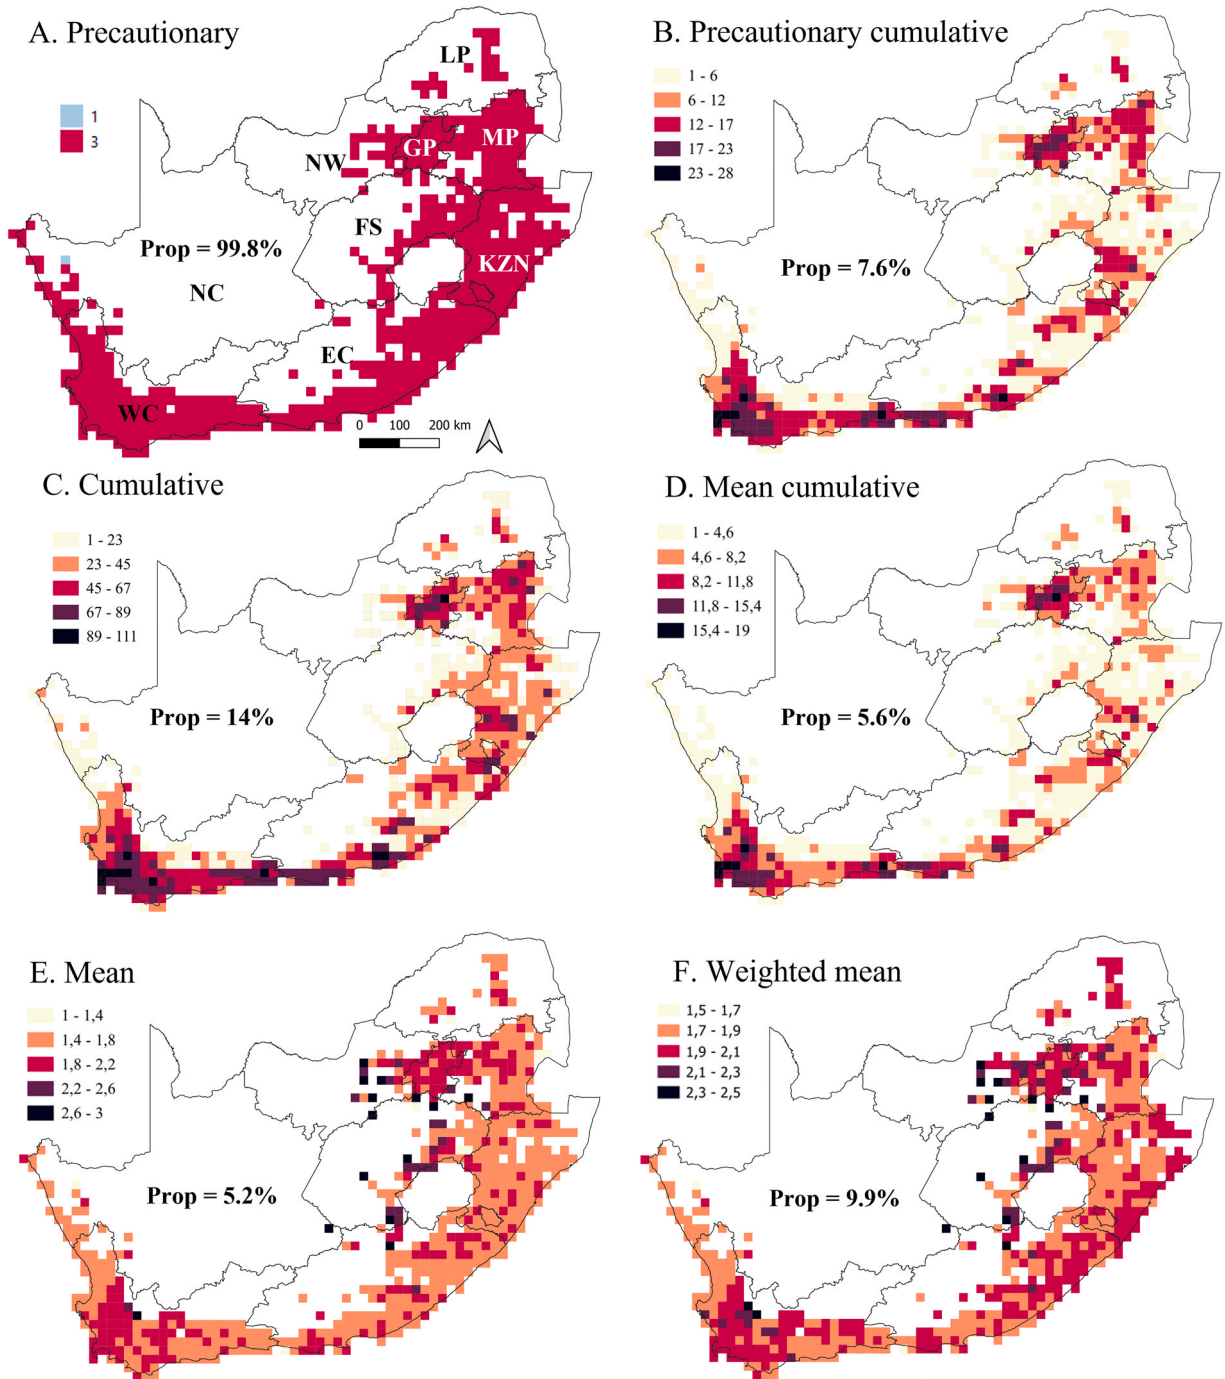 A. Precautionary
1
3
LP
NW
GP
MP
FS
KZN
Prop = 99.8%
NC
EC
WC
0 100 200 km
B. Precautionary cumulative
1 - 6
6 - 12
12 - 17
17 - 23
23 - 28
Prop = 7.6%
C. Cumulative
1 - 23
23 - 45
45 - 67
67 - 89
89 - 111
Prop = 14%
D. Mean cumulative
1 - 4,6
4,6 - 8,2
8,2 - 11,8
11,8 - 15,4
15,4 - 19
Prop = 5.6%
E. Mean
1 - 1,4
1,4 - 1,8
1,8 - 2,2
2,2 - 2,6
2,6 - 3
Prop = 5.2%
F. Weighted mean
1,5 - 1,7
1,7 - 1,9
1,9 - 2,1
2,1 - 2,3
2,3 - 2,5
Prop = 9.9%